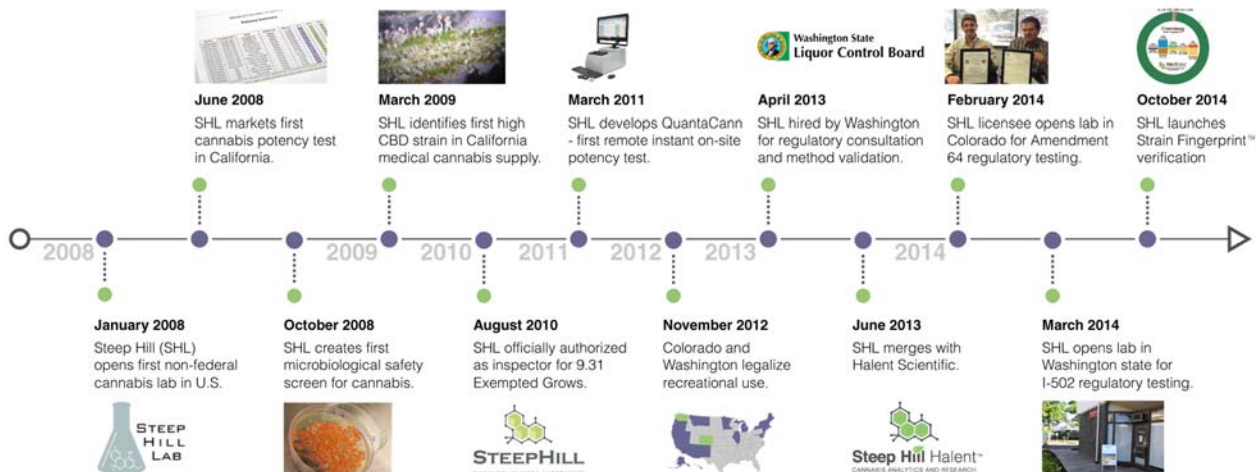 Washington State
Liquor Control Board
June 2008
SHL markets first
cannabis potency test
in California.
March 2009
SHL identifies first high
CBD strain in California
medical cannabis supply.
March 2011
SHL develops QuantaCann
- first remote instant on-site
potency test.
April 2013
SHL hired by Washington
for regulatory consultation
and method validation.
February 2014
SHL licensee opens lab in
Colorado for Amendment
64 regulatory testing.
October 2014
SHL launches
Strain Fingerprint™
verification
2008
2009
2010
2011
2012
2013
2014
January 2008
Steep Hill (SHL)
opens first non-federal
cannabis lab in U.S.
October 2008
SHL creates first
microbiological safety
screen for cannabis.
August 2010
SHL officially authorized
as inspector for 9.31
Exempted Grows.
November 2012
Colorado and
Washington legalize
recreational use.
June 2013
SHL merges with
Halent Scientific.
March 2014
SHL opens lab in
Washington state for
I-502 regulatory testing.
STEEP
HILL
LAB
STEEPHILL
Steep Hill Halent™
CANNABIS ANALYTICS AND RESEARCH